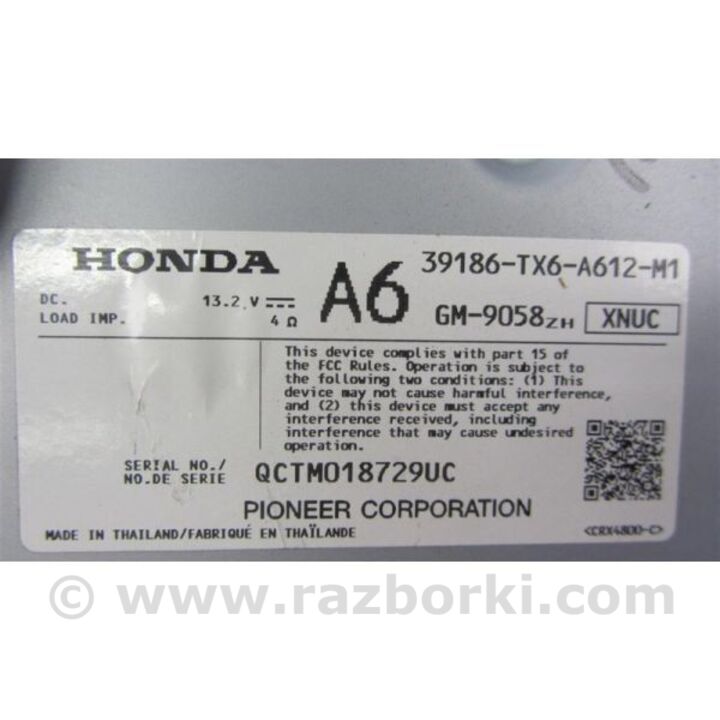 HONDA
A6
39186-TX6-A612-M1
DC. 13.2 V
LOAD IMP. 4 Ω
GM-9058ZH XNUC
This device complies with part 15 of
the FCC Rules. Operation is subject to
the following two conditions: (1) This
device may not cause harmful interference,
and (2) this device must accept any
interference received, including
interference that may cause undesired
operation.
SERIAL NO./
NO.DE SERIE
QCTM018729UC
PIONEER CORPORATION
MADE IN THAILAND/FABRIQUÉ EN THAÏLANDE
<CRX4800-C>
© www.razborki.com